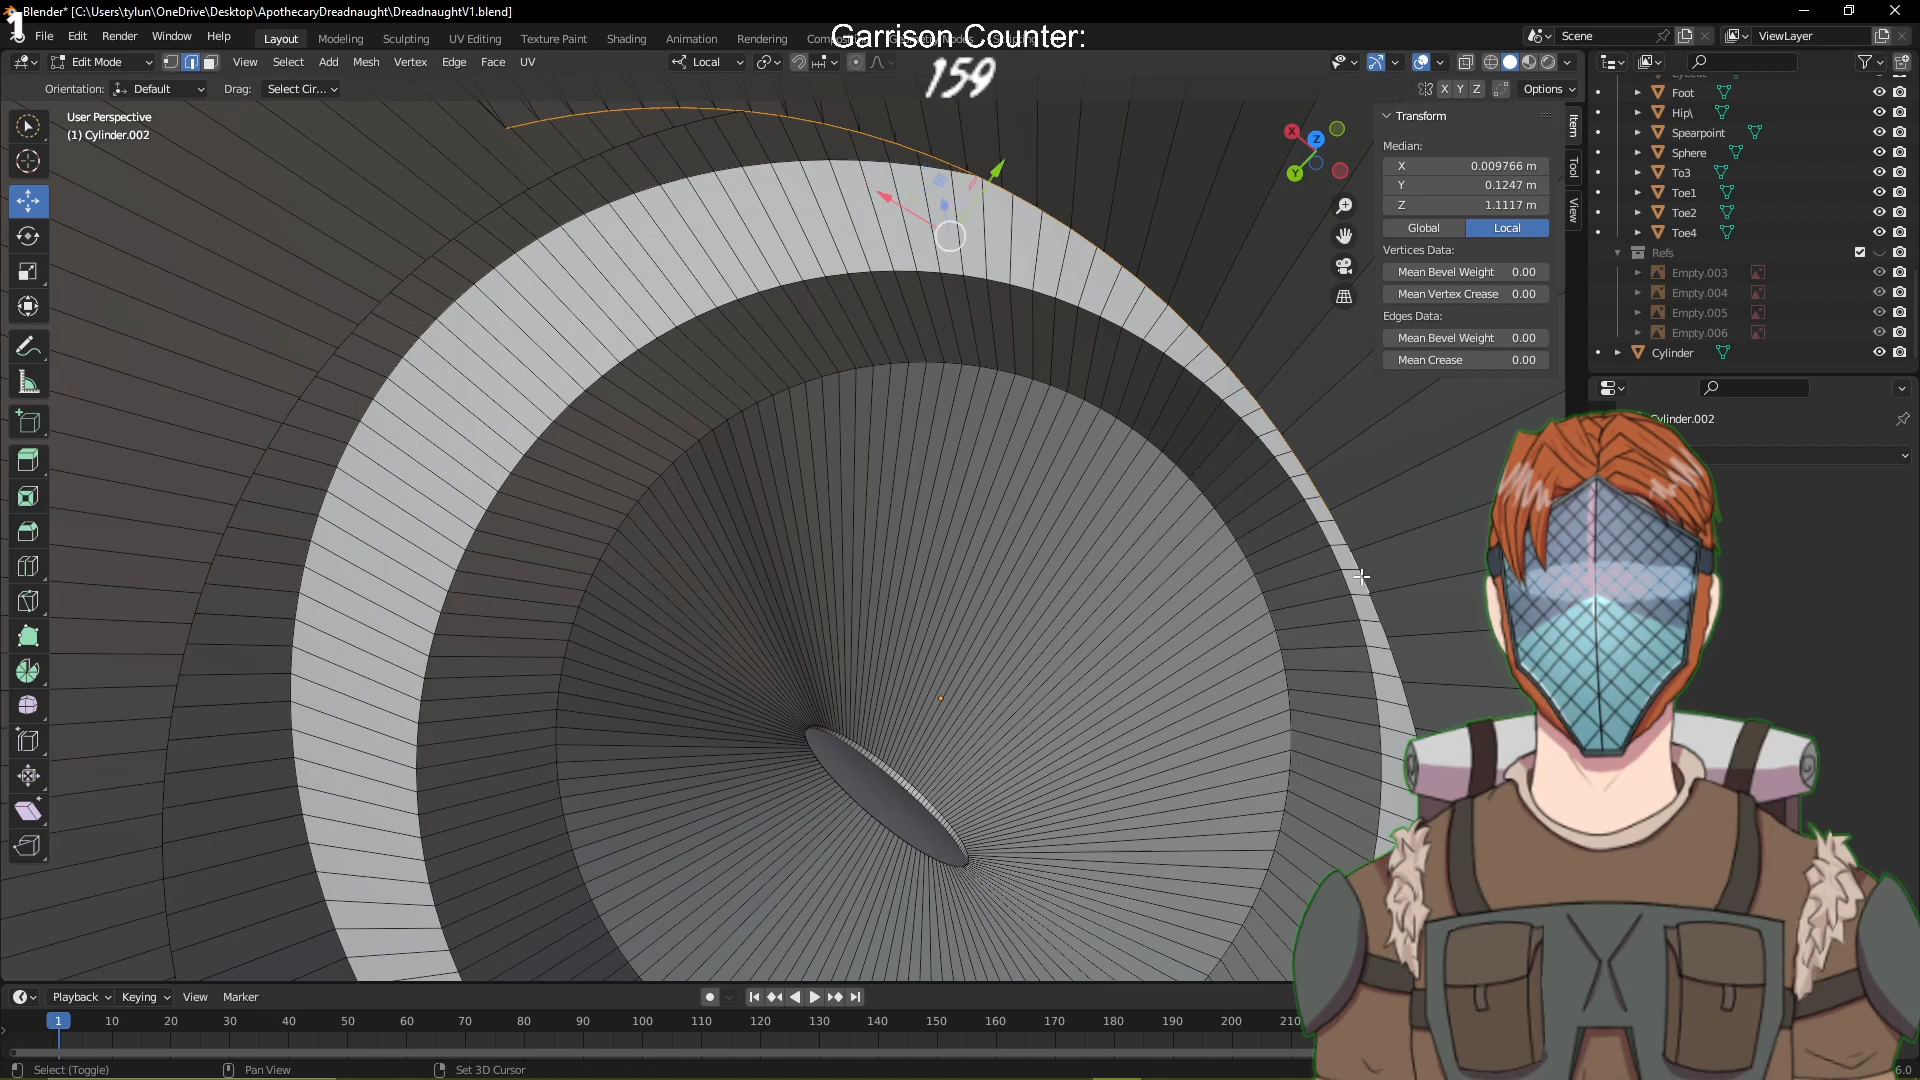 1
Blender* [C:\Users\tylun\OneDrive\Desktop\ApothecaryDreadnaught\DreadnaughtV1.blend]
File Edit Render Window Help
Layout Modeling Sculpting UV Editing Texture Paint Shading Animation Rendering
Garrison Counter:
159
Scene
ViewLayer
Edit Mode
View Select Add Mesh Vertex Edge Face UV
Local
Orientation: Default Drag: Select Cir...
X Y Z Options
User Perspective
(1) Cylinder.002
X Z Y
Transform
Median:
X 0.009766 m
Y 0.1247 m
Z 1.1117 m
Global Local
Vertices Data:
Mean Bevel Weight 0.00
Mean Vertex Crease 0.00
Edges Data:
Mean Bevel Weight 0.00
Mean Crease 0.00
Item
Tool
View
Foot
Hip\
Spearpoint
Sphere
To3
Toe1
Toe2
Toe4
Refs
Empty.003
Empty.004
Empty.005
Empty.006
Cylinder
Cylinder.002
Playback Keying View Marker
1 10 20 30 40 50 60 70 80 90 100 110 120 130 140 150 160 170 180 190 200
Select (Toggle) Pan View Set 3D Cursor